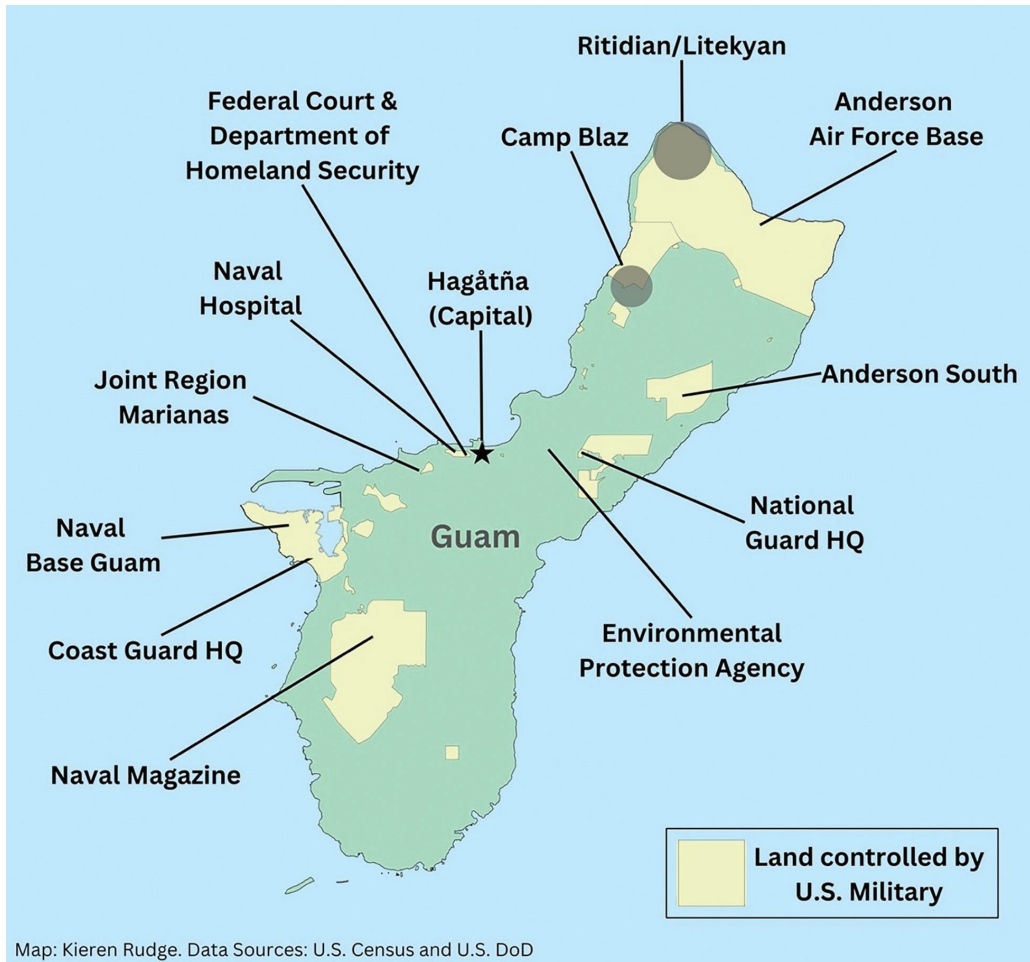 Ritidian/Litekyan
Anderson
Air Force Base
Federal Court &
Department of
Homeland Security
Camp Blaz
Naval
Hospital
Hagåtña
(Capital)
Joint Region
Marianas
Anderson South
Naval
Base Guam
Guam
National
Guard HQ
Coast Guard HQ
Environmental
Protection Agency
Naval Magazine
Land controlled by
U.S. Military
Map: Kieren Rudge. Data Sources: U.S. Census and U.S. DoD